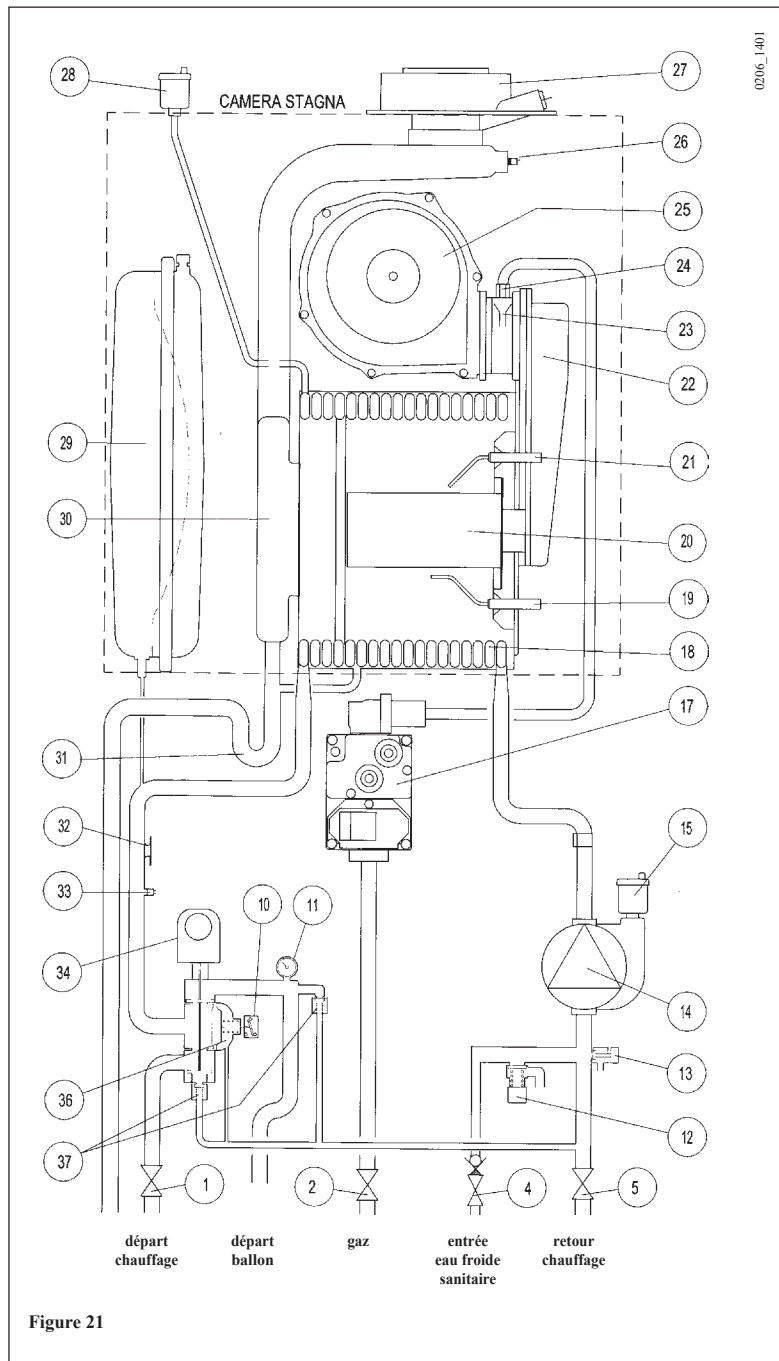 0206_1401
28
27
CAMERA STAGNA
26
25
24
23
22
29
21
30
20
19
18
17
31
32
15
10
11
33
34
14
13
36
12
37
1
2
4
5
départ
chauffage
départ
ballon
gaz
entrée
eau froide
sanitaire
retour
chauffage
Figure 21